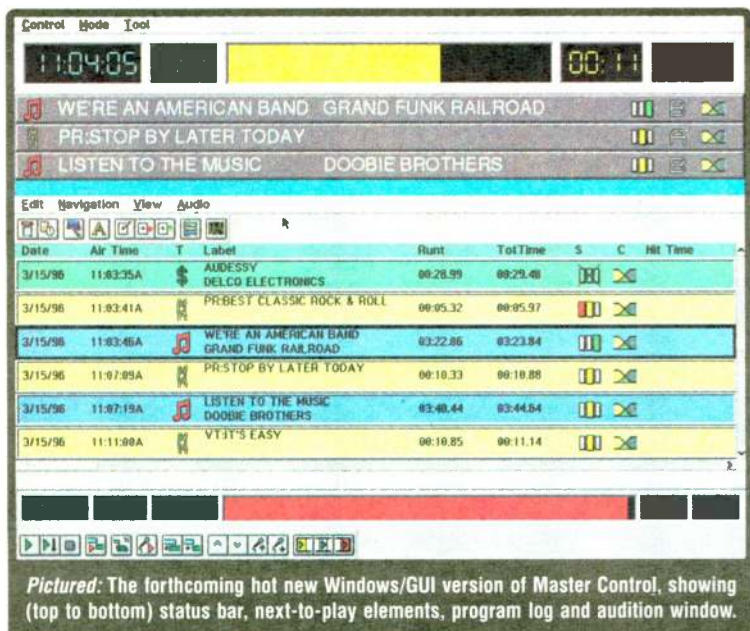 Control Mode Tool
11:04:05 00:11
WE'RE AN AMERICAN BAND GRAND FUNK RAILROAD
PR:STOP BY LATER TODAY
LISTEN TO THE MUSIC DOOBIE BROTHERS
Edit Navigation View Audio
Date Air Time T Label Runt TotTime S C Hit Time
3/15/96 11:03:35A $ AUDESSY 00:28.99 09:29.48
DELCO ELECTRONICS
3/15/96 11:03:41A PR:BEST CLASSIC ROCK & ROLL 00:05.32 00:05.97
3/15/96 11:03:46A WE'RE AN AMERICAN BAND 03:22.86 03:23.84
GRAND FUNK RAILROAD
3/15/96 11:07:09A PR:STOP BY LATER TODAY 00:10.33 00:10.88
3/15/96 11:07:19A LISTEN TO THE MUSIC 03:40.44 03:44.64
DOOBIE BROTHERS
3/15/96 11:11:00A VT:IT'S EASY 00:10.85 00:11.14
Pictured: The forthcoming hot new Windows/GUI version of Master Control, showing
(top to bottom) status bar, next-to-play elements, program log and audition window.